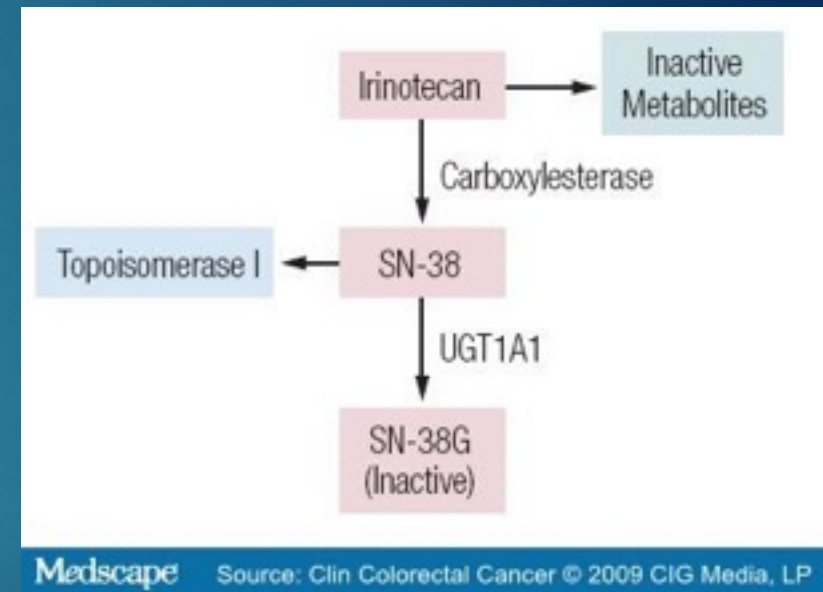 Irinotecan
Inactive
Metabolites
Carboxylesterase
Topoisomerase I
SN-38
UGT1A1
SN-38G
(Inactive)
Medscape Source: Clin Colorectal Cancer © 2009 CIG Media, LP